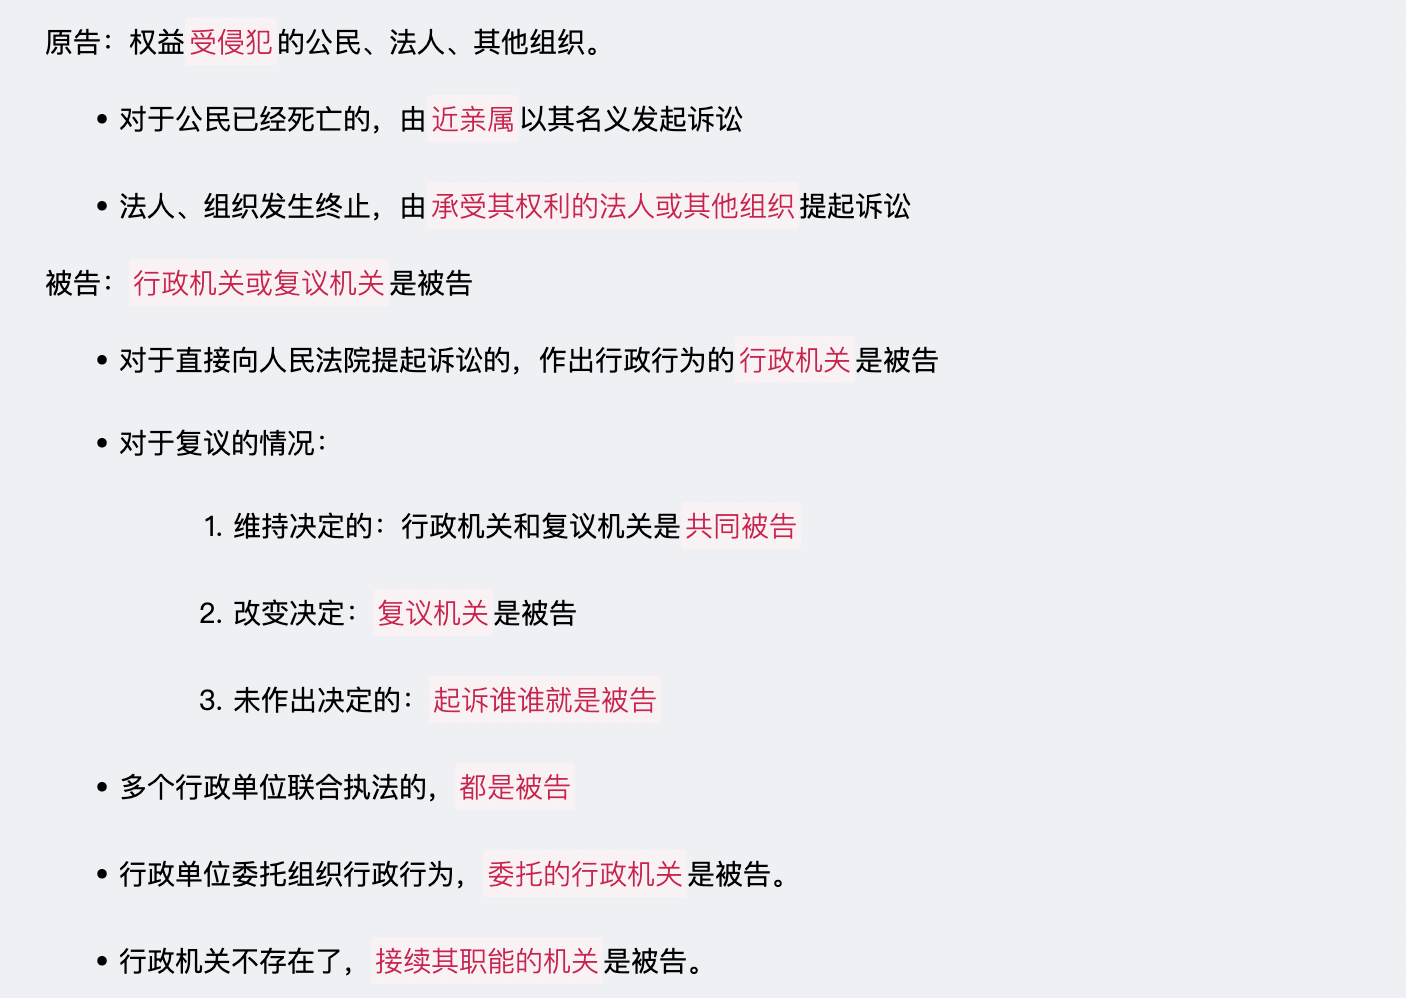 原告：权益受侵犯的公民、法人、其他组织。
• 对于公民已经死亡的，由近亲属以其名义发起诉讼
• 法人、组织发生终止，由承受其权利的法人或其他组织提起诉讼
被告：行政机关或复议机关是被告
• 对于直接向人民法院提起诉讼的，作出行政行为的行政机关是被告
• 对于复议的情况：
1. 维持决定的：行政机关和复议机关是共同被告
2. 改变决定：复议机关是被告
3. 未作出决定的：起诉谁谁就是被告
• 多个行政单位联合执法的，都是被告
• 行政单位委托组织行政行为，委托的行政机关是被告。
• 行政机关不存在了，接续其职能的机关是被告。